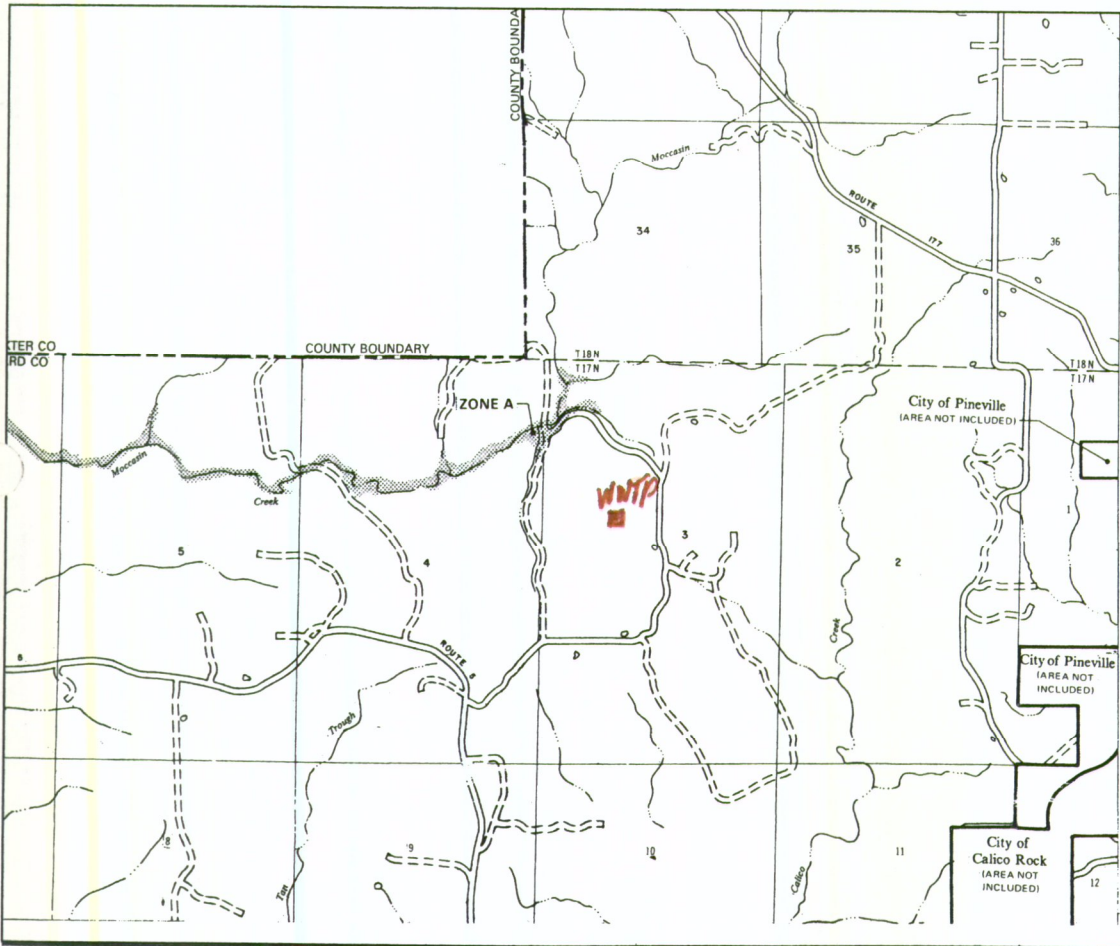 COUNTY BOUNDA
Moccasin
34
ROUTE
177
35
36
TER CO
RD CO
COUNTY BOUNDARY
T18N
T17N
T18N
T17N
ZONE A
City of Pineville
(AREA NOT INCLUDED)
Moccasin
Creek
WWTP
5
4
3
2
1
Creek
6
ROUTE
5
D
City of Pineville
(AREA NOT
INCLUDED)
Trough
9
10
11
Tan
Calico
City of
Calico Rock
(AREA NOT
INCLUDED)
12